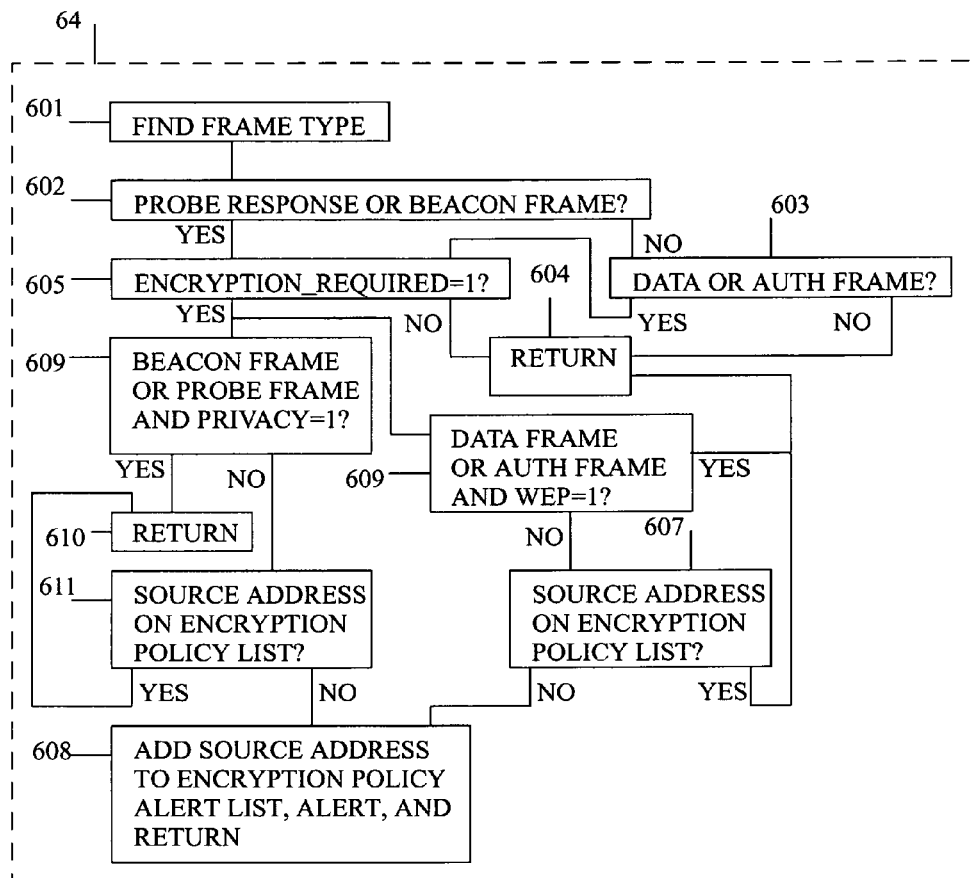 64
601
FIND FRAME TYPE
602
PROBE RESPONSE OR BEACON FRAME?
603
YES
NO
605
ENCRYPTION_REQUIRED=1?
604
DATA OR AUTH FRAME?
YES
NO
YES
NO
609
BEACON FRAME
OR PROBE FRAME
AND PRIVACY=1?
RETURN
DATA FRAME
OR AUTH FRAME
AND WEP=1?
609
YES
YES
NO
610
RETURN
NO
607
611
SOURCE ADDRESS
ON ENCRYPTION
POLICY LIST?
SOURCE ADDRESS
ON ENCRYPTION
POLICY LIST?
YES
NO
NO
YES
608
ADD SOURCE ADDRESS
TO ENCRYPTION POLICY
ALERT LIST, ALERT, AND
RETURN